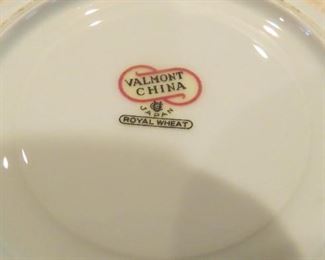 VALMONT
CHINA
JAPAN
ROYAL WHEAT